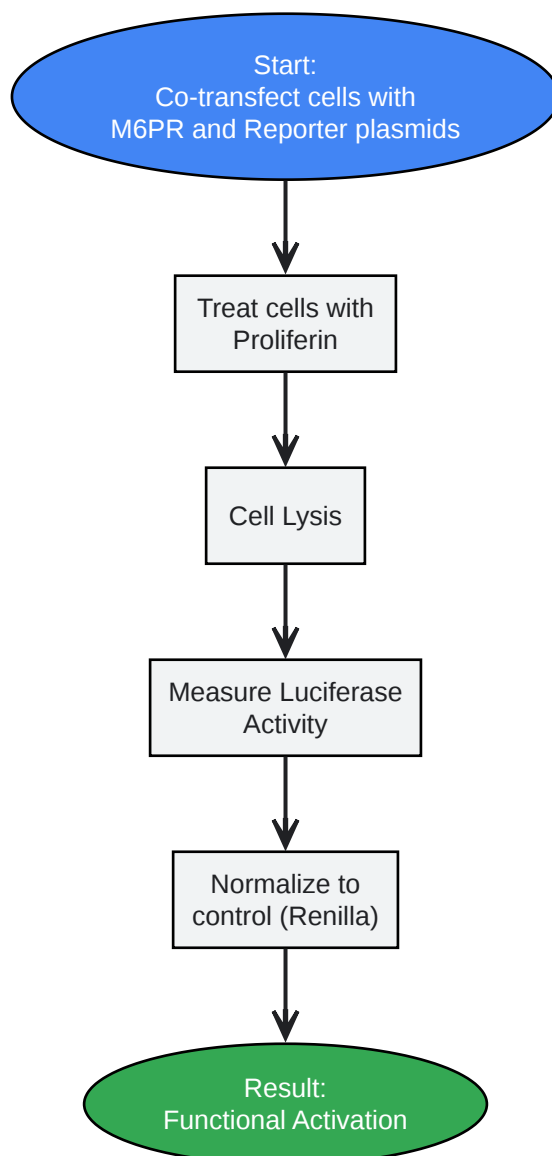 Start:
Co-transfect cells with
M6PR and Reporter plasmids
Treat cells with
Proliferin
Cell Lysis
Measure Luciferase
Activity
Normalize to
control (Renilla)
Result:
Functional Activation